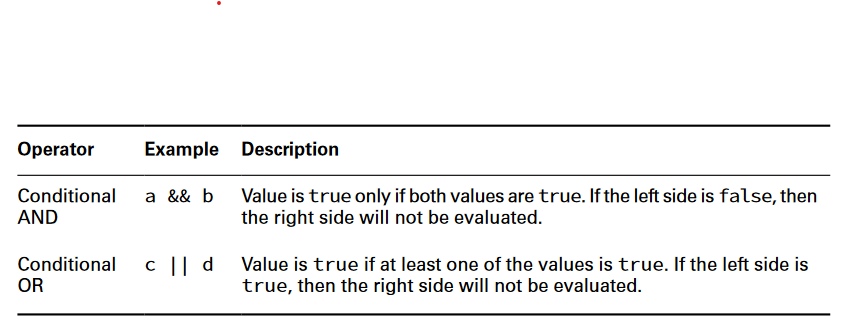 Operator Example Description
Conditional AND a && b Value is true only if both values are true. If the left side is false, then the right side will not be evaluated.
Conditional OR c || d Value is true if at least one of the values is true. If the left side is true, then the right side will not be evaluated.